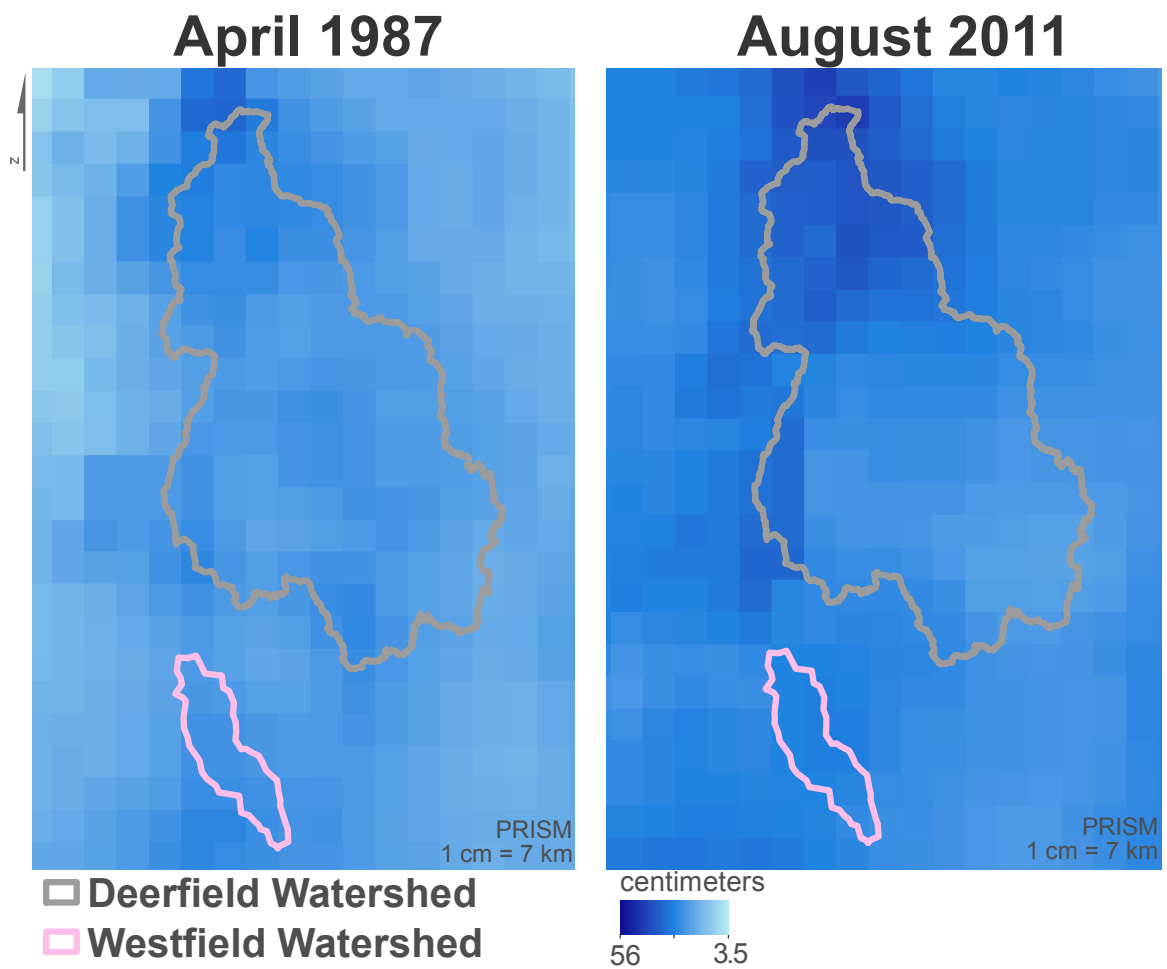 April 1987
August 2011
z
PRISM
1 cm = 7 km
PRISM
1 cm = 7 km
Deerfield Watershed
Westfield Watershed
centimeters
56
3.5